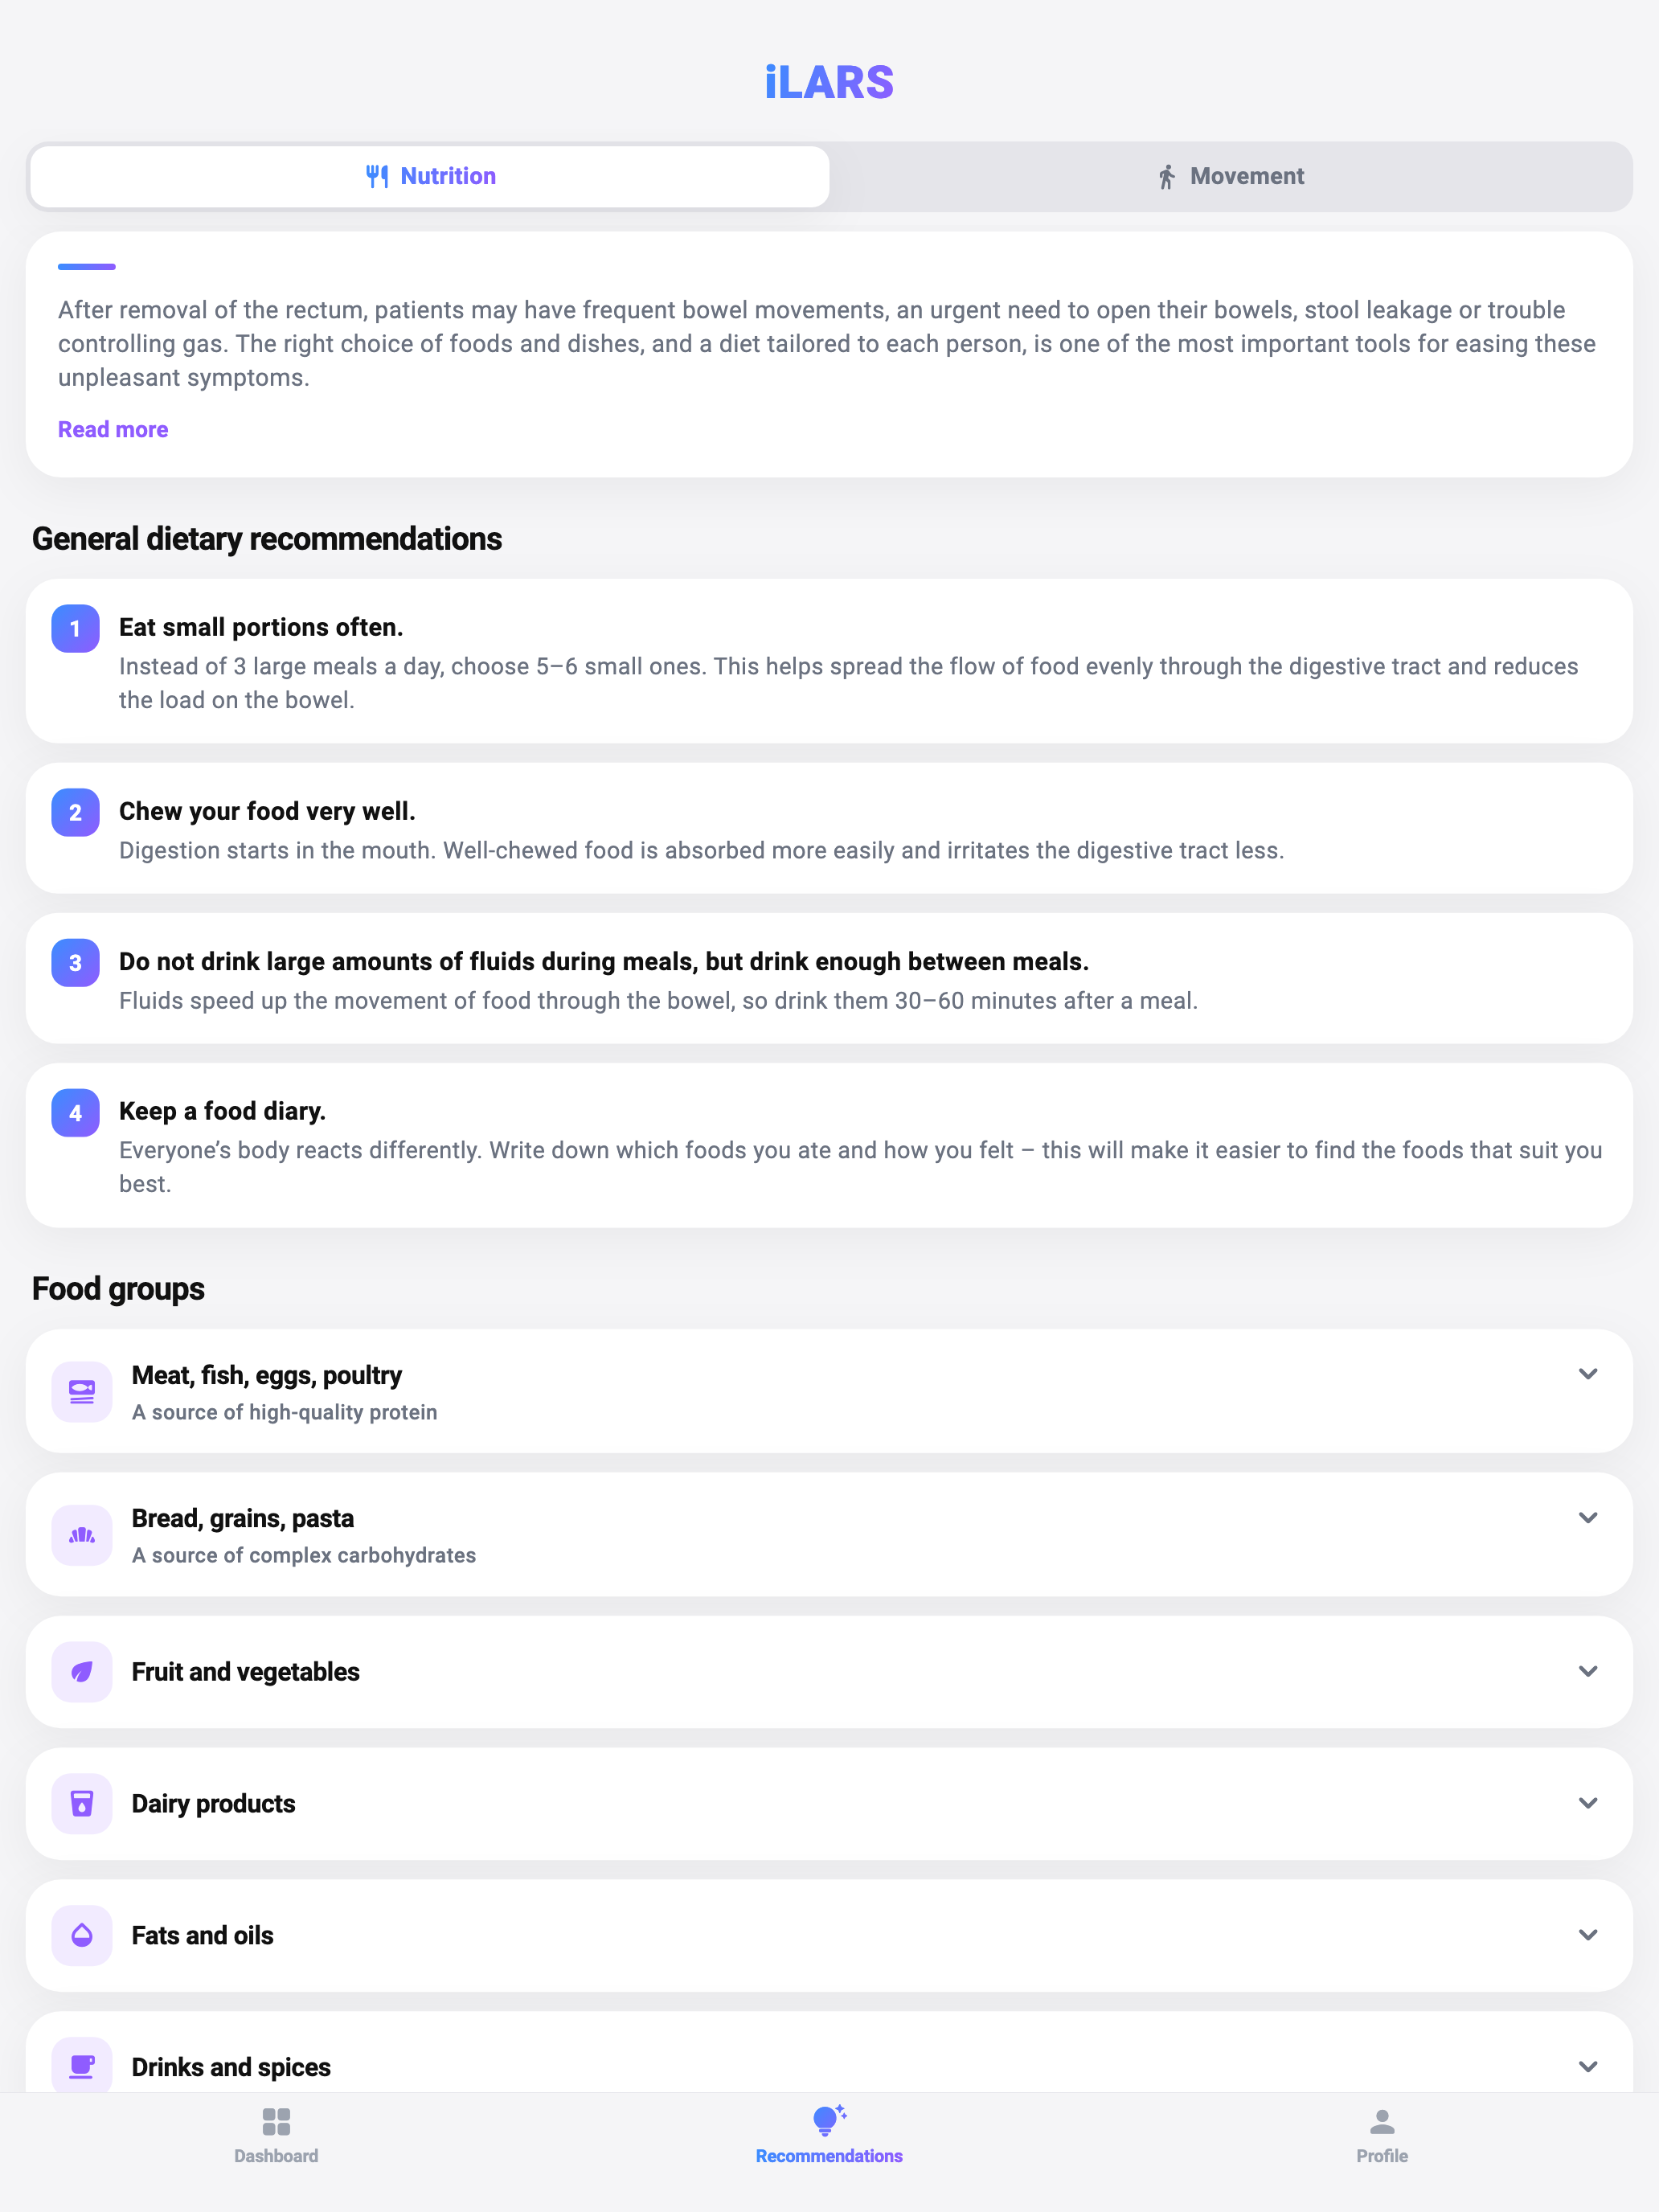 iLARS
Nutrition
Movement
After removal of the rectum, patients may have frequent bowel movements, an urgent need to open their bowels, stool leakage or trouble
controlling gas. The right choice of foods and dishes, and a diet tailored to each person, is one of the most important tools for easing these
unpleasant symptoms.
Read more
General dietary recommendations
1
Eat small portions often.
Instead of 3 large meals a day, choose 5–6 small ones. This helps spread the flow of food evenly through the digestive tract and reduces
the load on the bowel.
2
Chew your food very well.
Digestion starts in the mouth. Well-chewed food is absorbed more easily and irritates the digestive tract less.
3
Do not drink large amounts of fluids during meals, but drink enough between meals.
Fluids speed up the movement of food through the bowel, so drink them 30–60 minutes after a meal.
4
Keep a food diary.
Everyone’s body reacts differently. Write down which foods you ate and how you felt – this will make it easier to find the foods that suit you
best.
Food groups
Meat, fish, eggs, poultry
A source of high-quality protein
Bread, grains, pasta
A source of complex carbohydrates
Fruit and vegetables
Dairy products
Fats and oils
Drinks and spices
Dashboard
Recommendations
Profile